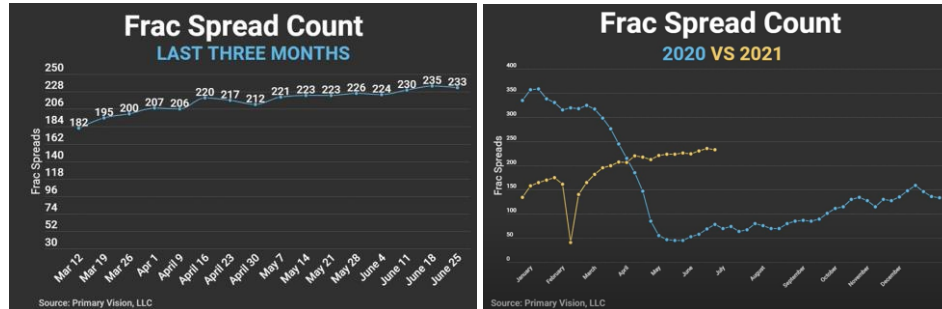 Frac Spread Count
LAST THREE MONTHS
Frac Spreads
250
228
206
184
162
140
118
96
74
52
30
182
195
200
207
206
220
217
212
221
223
223
226
224
230
235
233
Mar 12
Mar 19
Mar 26
Apr 1
April 9
April 16
April 23
April 30
May 7
May 14
May 21
May 28
June 4
June 11
June 18
June 25
Source: Primary Vision, LLC
Frac Spread Count
2020 VS 2021
Frac Spreads
400
350
300
250
200
150
100
50
0
January
February
March
April
May
June
July
August
September
October
November
December
Source: Primary Vision, LLC